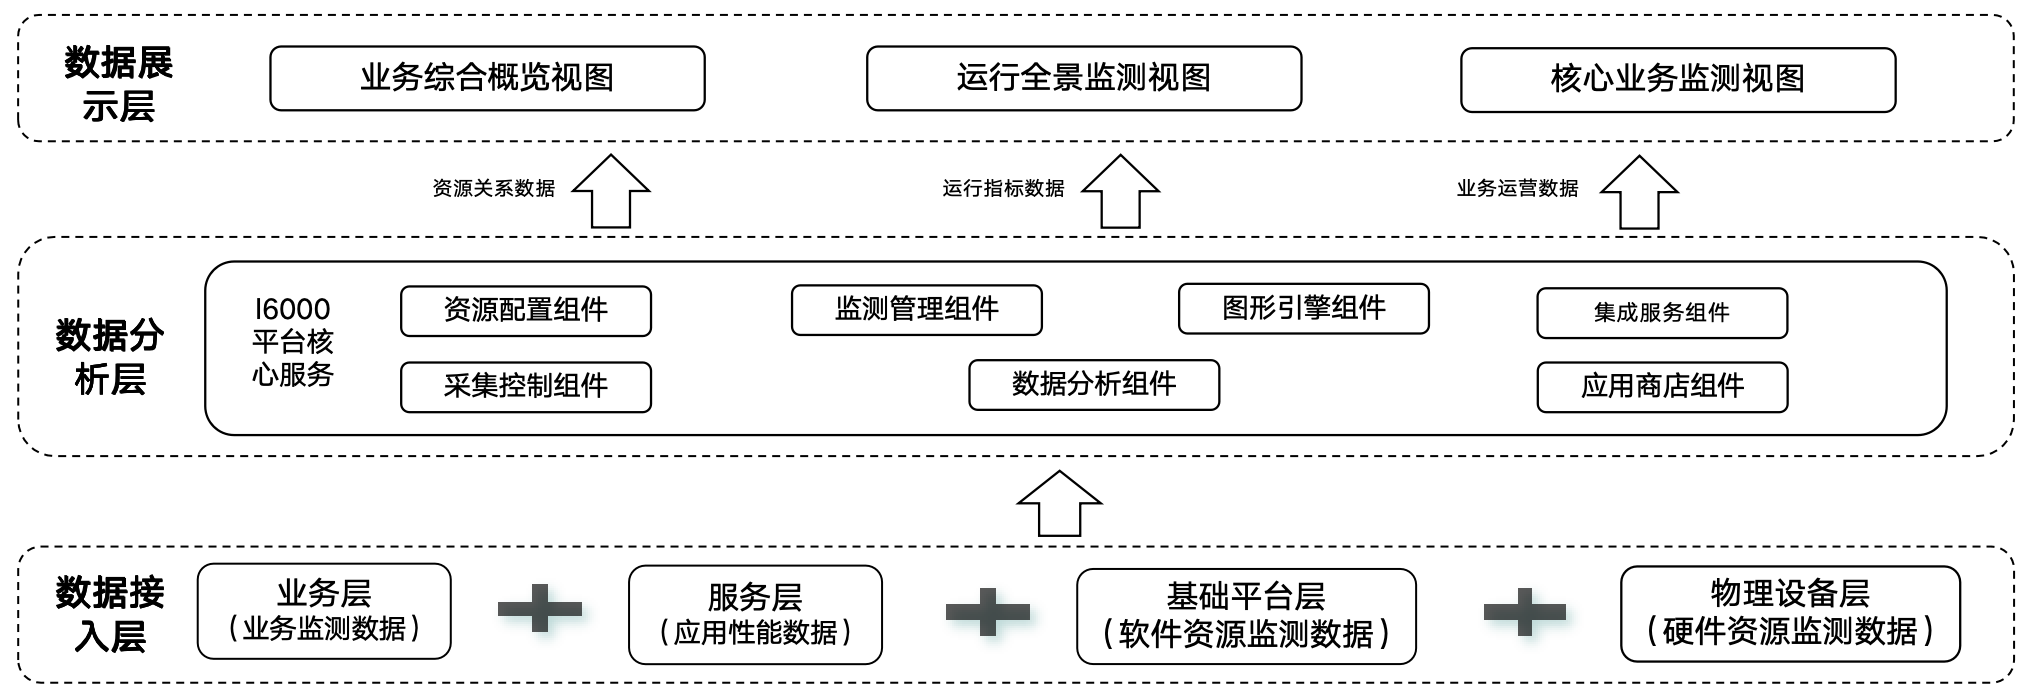 数据展
示层
业务综合概览视图
运行全景监测视图
核心业务监测视图
资源关系数据
运行指标数据
业务运营数据
数据分
析层
I6000
平台核
心服务
资源配置组件
监测管理组件
图形引擎组件
集成服务组件
采集控制组件
数据分析组件
应用商店组件
数据接
入层
业务层
（业务监测数据）
服务层
（应用性能数据）
基础平台层
（软件资源监测数据）
物理设备层
（硬件资源监测数据）